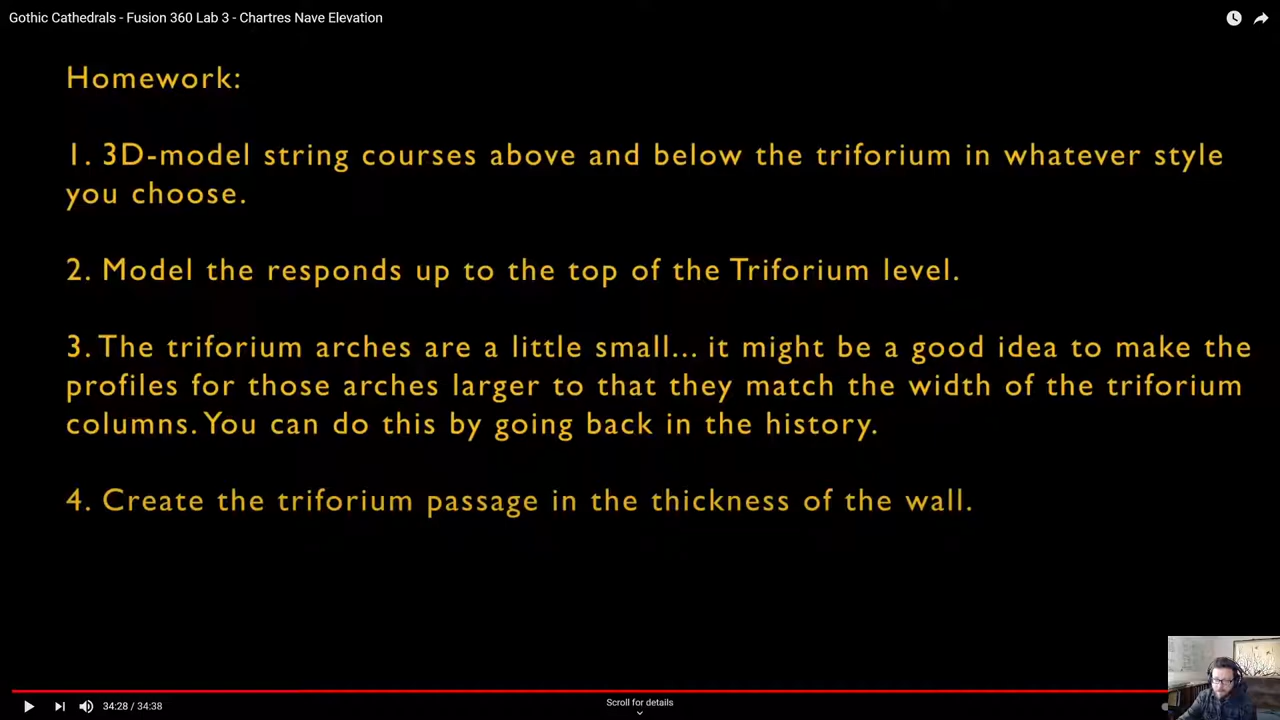 Gothic Cathedrals - Fusion 360 Lab 3 - Chartres Nave Elevation
Homework:
1. 3D-model string courses above and below the triforium in whatever style
you choose.
2. Model the responds up to the top of the Triforium level.
3. The triforium arches are a little small... it might be a good idea to make the
profiles for those arches larger to that they match the width of the triforium
columns. You can do this by going back in the history.
4. Create the triforium passage in the thickness of the wall.
34:28 / 34:38
Scroll for details